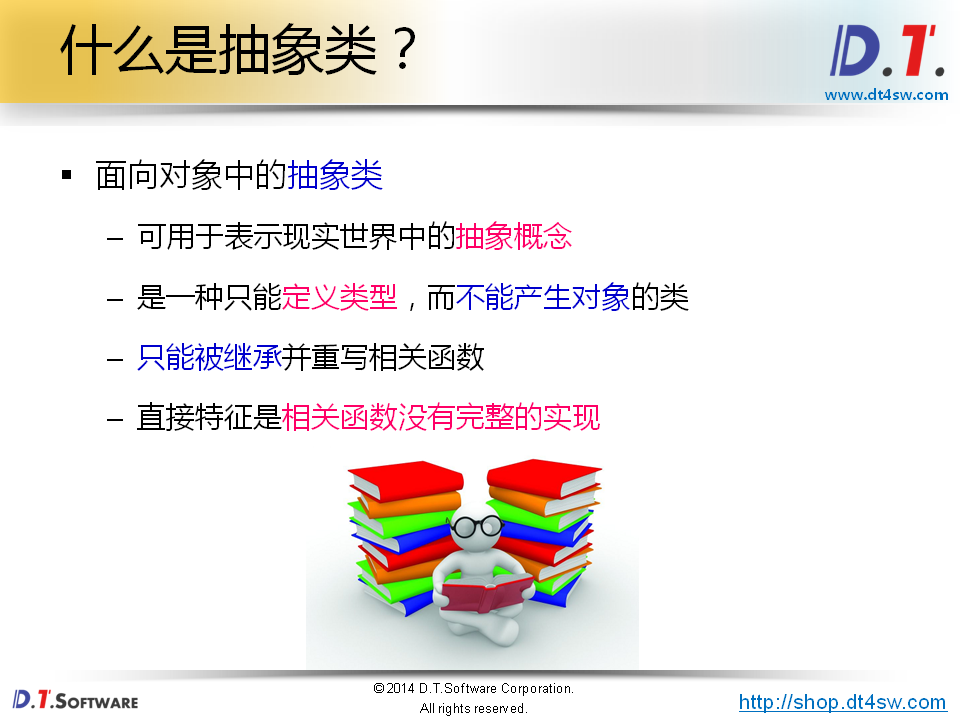 什么是抽象类？
D.T.
www.dt4sw.com
▪ 面向对象中的抽象类
– 可用于表示现实世界中的抽象概念
– 是一种只能定义类型，而不能产生对象的类
– 只能被继承并重写相关函数
– 直接特征是相关函数没有完整的实现
D.T.SOFTWARE
©2014 D.T.Software Corporation.
All rights reserved.
http://shop.dt4sw.com